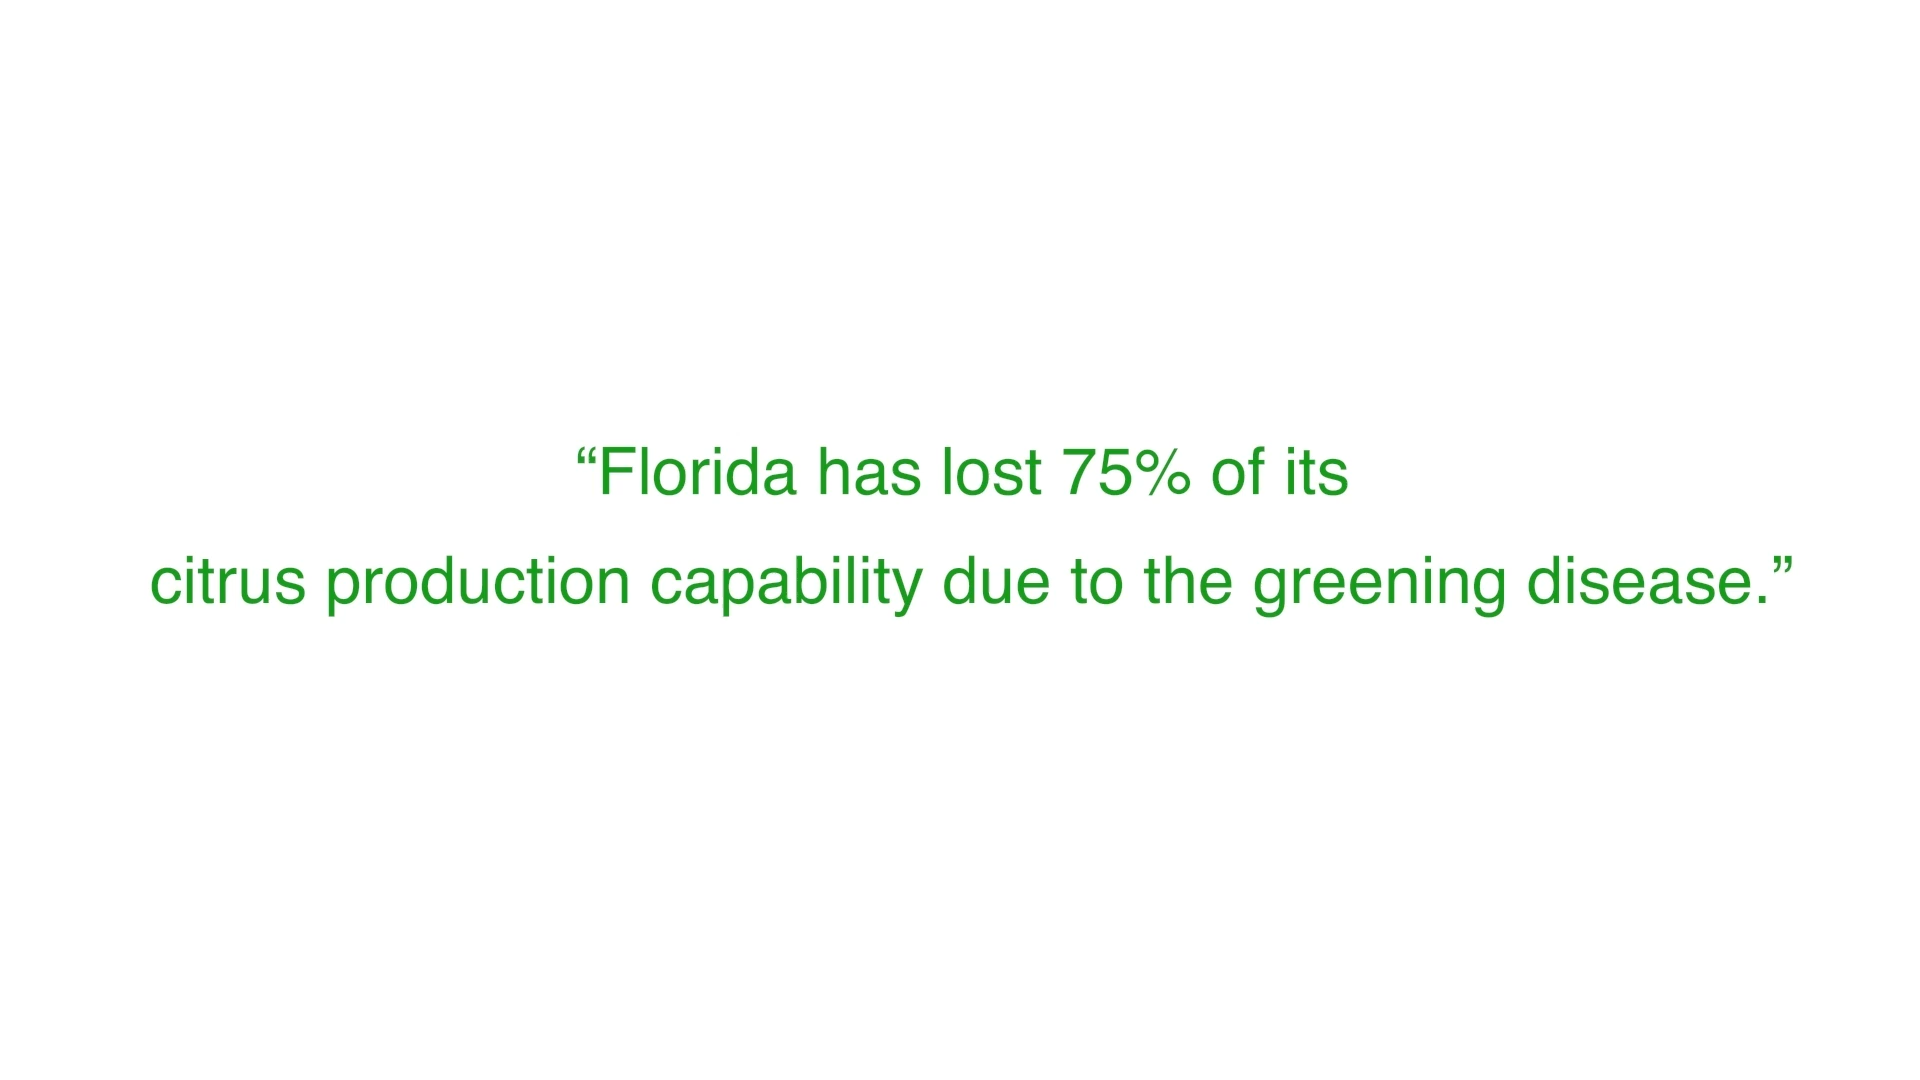 “Florida has lost 75% of its
citrus production capability due to the greening disease.”